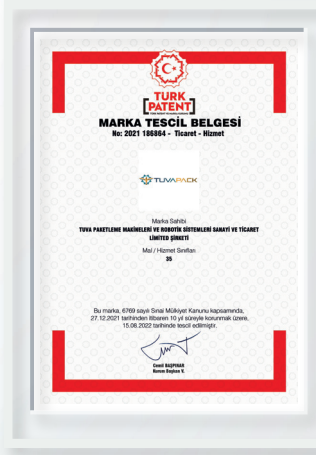 TÜRK
PATENT
MARKA TESCİL BELGESİ
No: 2021 186864 - Ticaret - Hizmet
TUVAPACK
Marka Sahibi
TUVA PAKETLEME MAKİNELERİ VE ROBOTİK SİSTEMLERİ SANAYİ VE TİCARET
LİMİTED ŞİRKETİ
Mal / Hizmet Sınıfları
35
Bu marka, 6769 sayılı Sınai Mülkiyet Kanunu kapsamında,
27.12.2021 tarihinden itibaren 10 yıl süreyle korunmak üzere,
15.08.2022 tarihinde tescil edilmiştir.
Cemil BAŞPINAR
Kurum Başkan V.